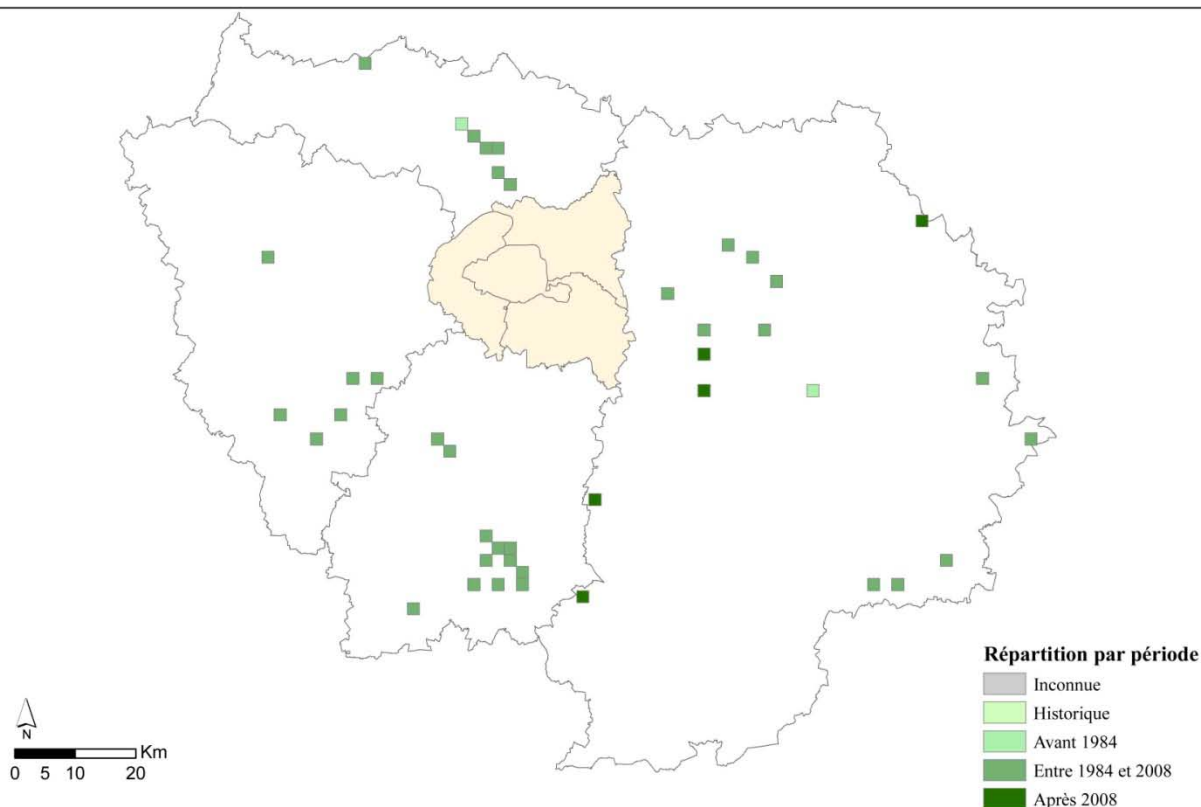 Répartition par période
Inconnue
Historique
Avant 1984
Entre 1984 et 2008
Après 2008
N
Km
0 5 10 20